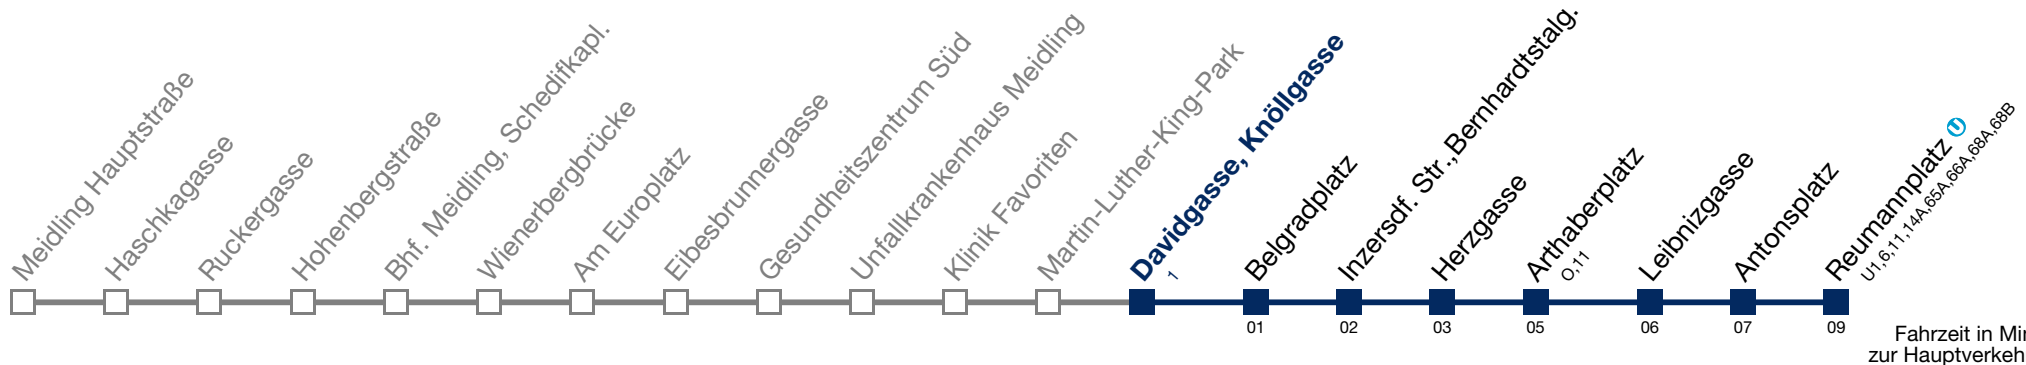 Meidling Hauptstraße
Haschkagasse
Ruckergasse
Hohenbergstraße
Bhf. Meidling, Schedifkapl.
Wienerbergbrücke
Am Europlatz
Eibesbrunnergasse
Gesundheitszentrum Süd
Unfallkrankenhaus Meidling
Klinik Favoriten
Martin-Luther-King-Park
Davidgasse, Knöllgasse
1
Belgradplatz
Inzersdf. Str.,Bernhardtstalg.
Herzgasse
Arthaberplatz
O,11
Leibnizgasse
Antonsplatz
Reumannplatz U
U1,6,11,14A,65A,66A,68A,68B
01 02 03 05 06 07 09
Fahrzeit in Min
zur Hauptverkeh